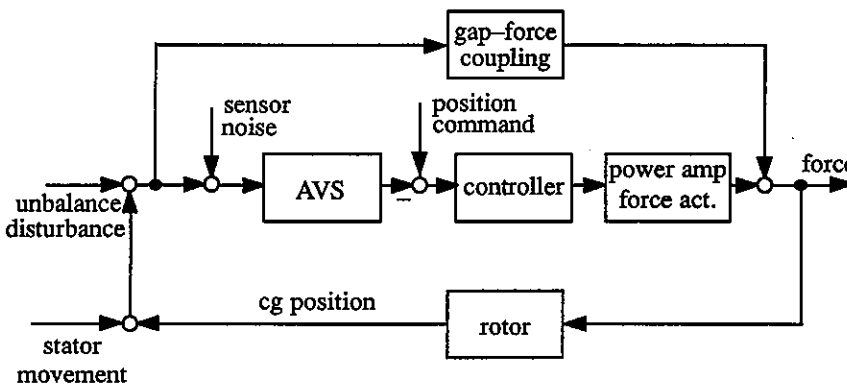 gap–force
coupling
sensor
noise
position
command
AVS
controller
power amp
force act.
force
unbalance
disturbance
–
cg position
rotor
stator
movement